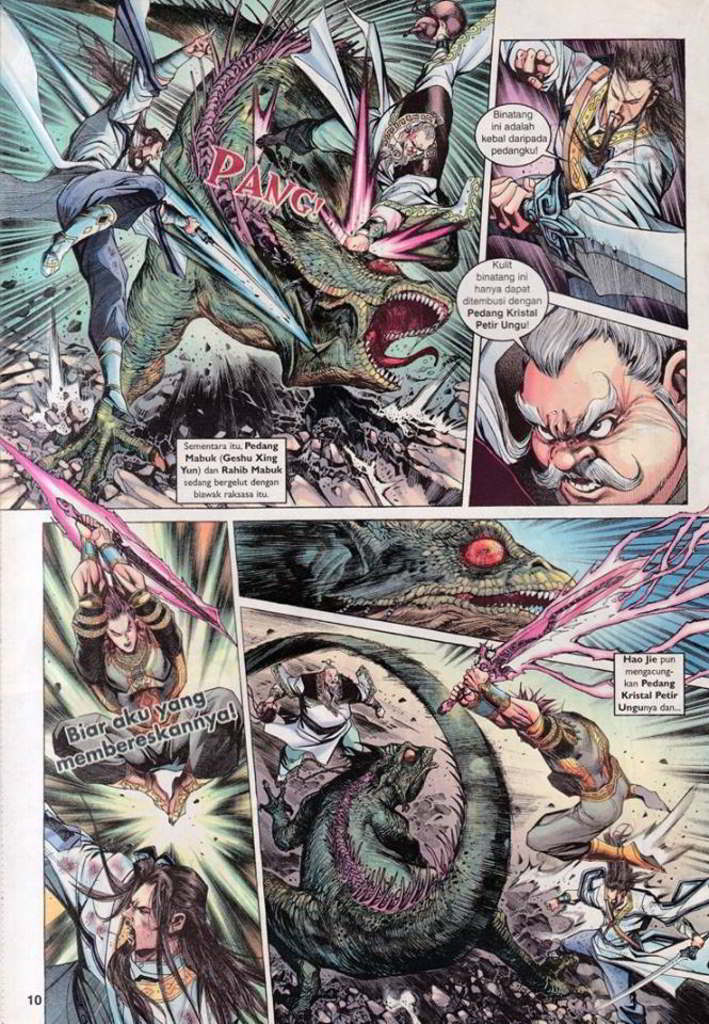 PANG!
Binatang
ini adalah
kebal daripada
pedangku!
Kulit
binatang ini
hanya dapat
ditembusi dengan
Pedang Kristal
Petir Ungu!
Sementara itu, Pedang
Mabuk (Geshu Xing
Yun) dan Rahib Mabuk
sedang bergelut dengan
biawak raksasa itu.
Biar aku yang
membereskannya!
Hao Jie pun
mengacung-
kan Pedang
Kristal Petir
Ungunya dan...
10